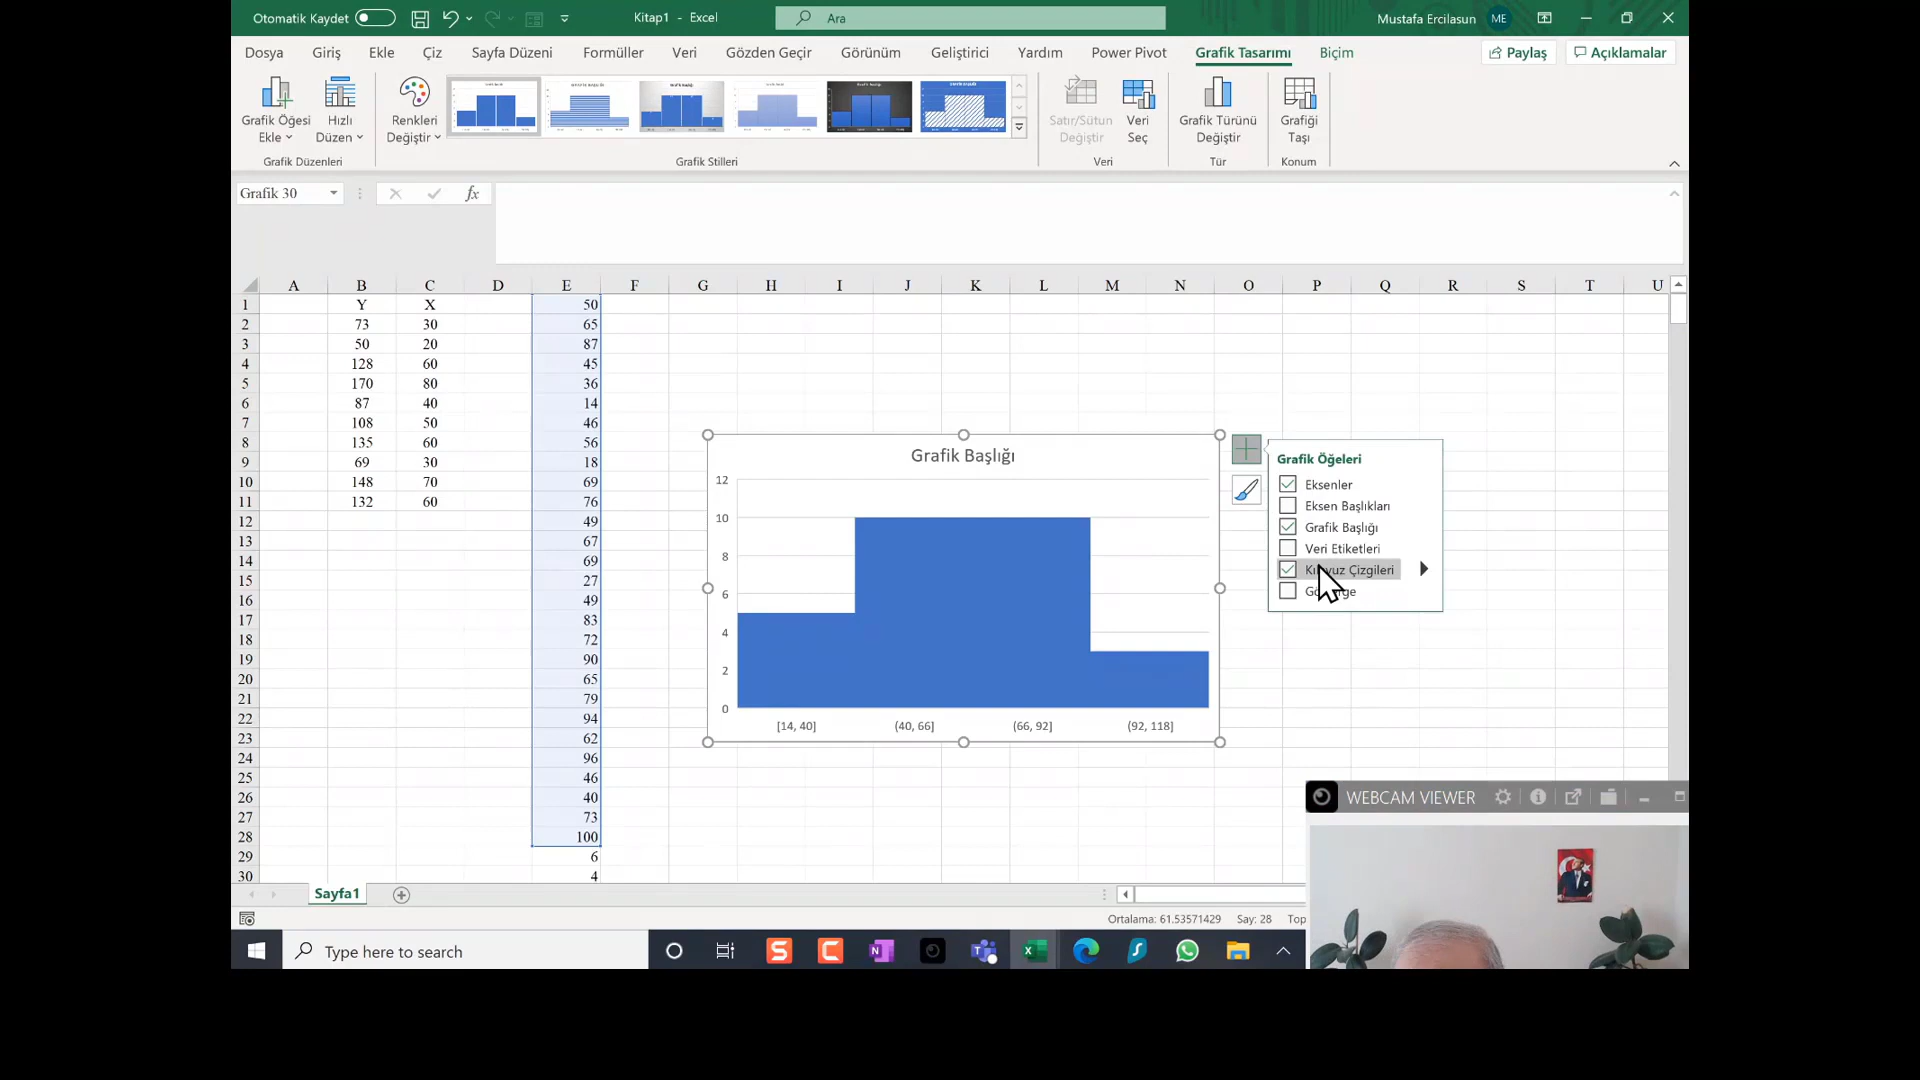 Otomatik Kaydet
Kitap1 - Excel
Ara
Mustafa Ercilasun
ME
Dosya Giriş Ekle Çiz Sayfa Düzeni Formüller Veri Gözden Geçir Görünüm Geliştirici Yardım Power Pivot Grafik Tasarımı Biçim
Paylaş
Açıklamalar
Grafik Öğesi Ekle
Hızlı Düzen
Renkleri Değiştir
Satır/Sütun Değiştir
Veri Seç
Grafik Türünü Değiştir
Grafiği Taşı
Grafik Düzenleri
Grafik Stilleri
Veri
Tür
Konum
Grafik 30
fx
A B C D E F G H I J K L M N O P Q R S T U
1 Y X 50
2 73 30 65
3 50 20 87
4 128 60 45
5 170 80 36
6 87 40 14
7 108 50 46
8 135 60 56
9 69 30 18
10 148 70 69
11 132 60 76
12 49
13 67
14 69
15 27
16 49
17 83
18 72
19 90
20 65
21 79
22 94
23 62
24 96
25 46
26 40
27 73
28 100
29 6
30 4
Grafik Başlığı
12
10
8
6
4
2
0
[14, 40] (40, 66] (66, 92] (92, 118]
Grafik Öğeleri
Eksenler
Eksen Başlıkları
Grafik Başlığı
Veri Etiketleri
Çizgileri
WEBCAM VIEWER
Sayfa1
Ortalama: 61.53571429 Say: 28
Type here to search